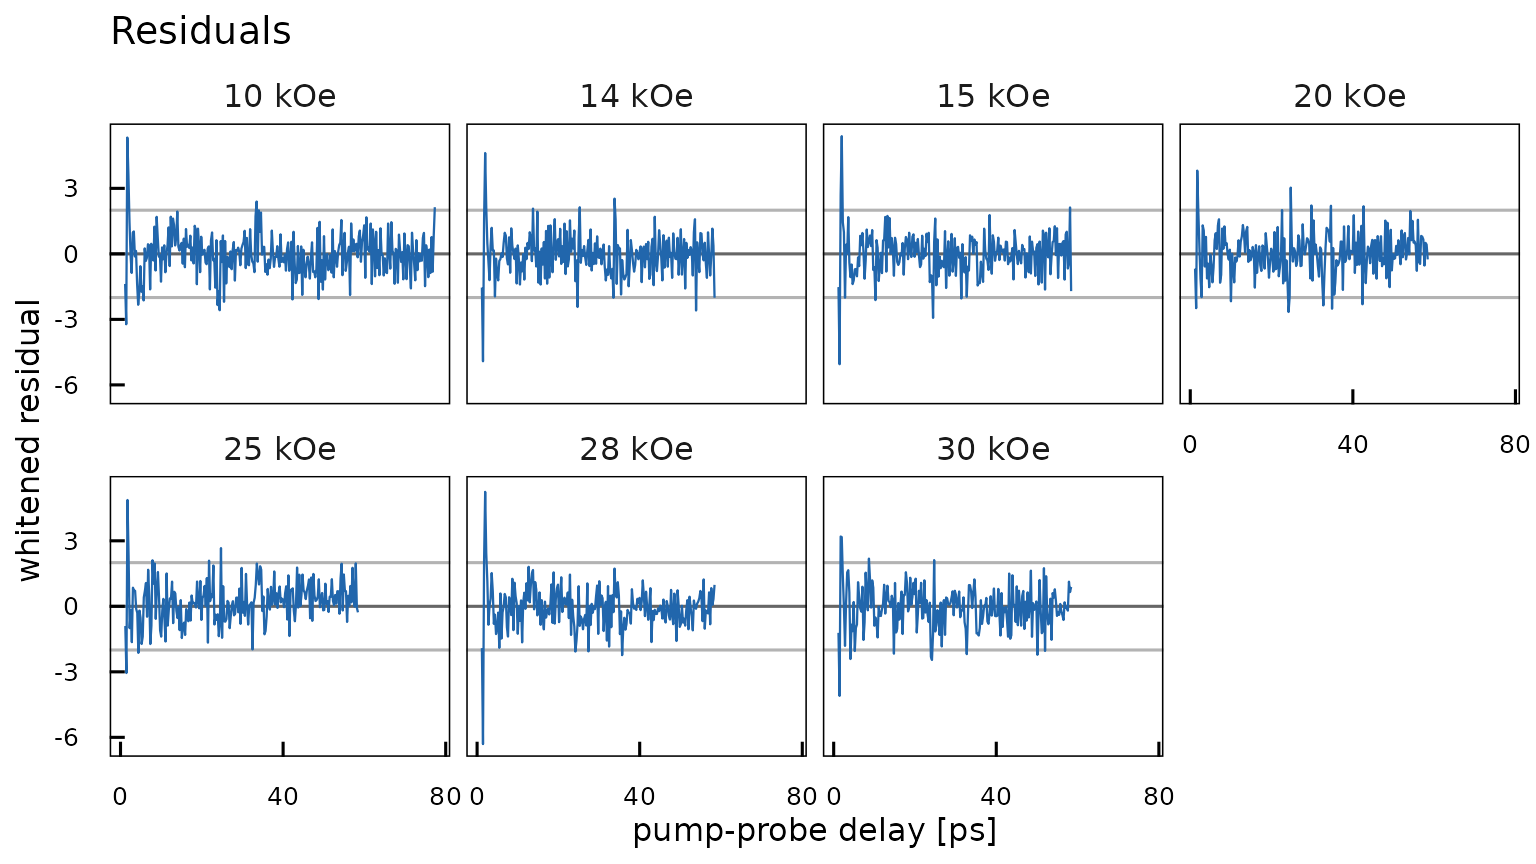 Residuals
10 kOe 14 kOe 15 kOe 20 kOe
3
0
-3
-6
0 40 80
25 kOe 28 kOe 30 kOe
3
0
-3
-6
0 40 80 0 40 80 0 40 80
pump-probe delay [ps]
whitened residual